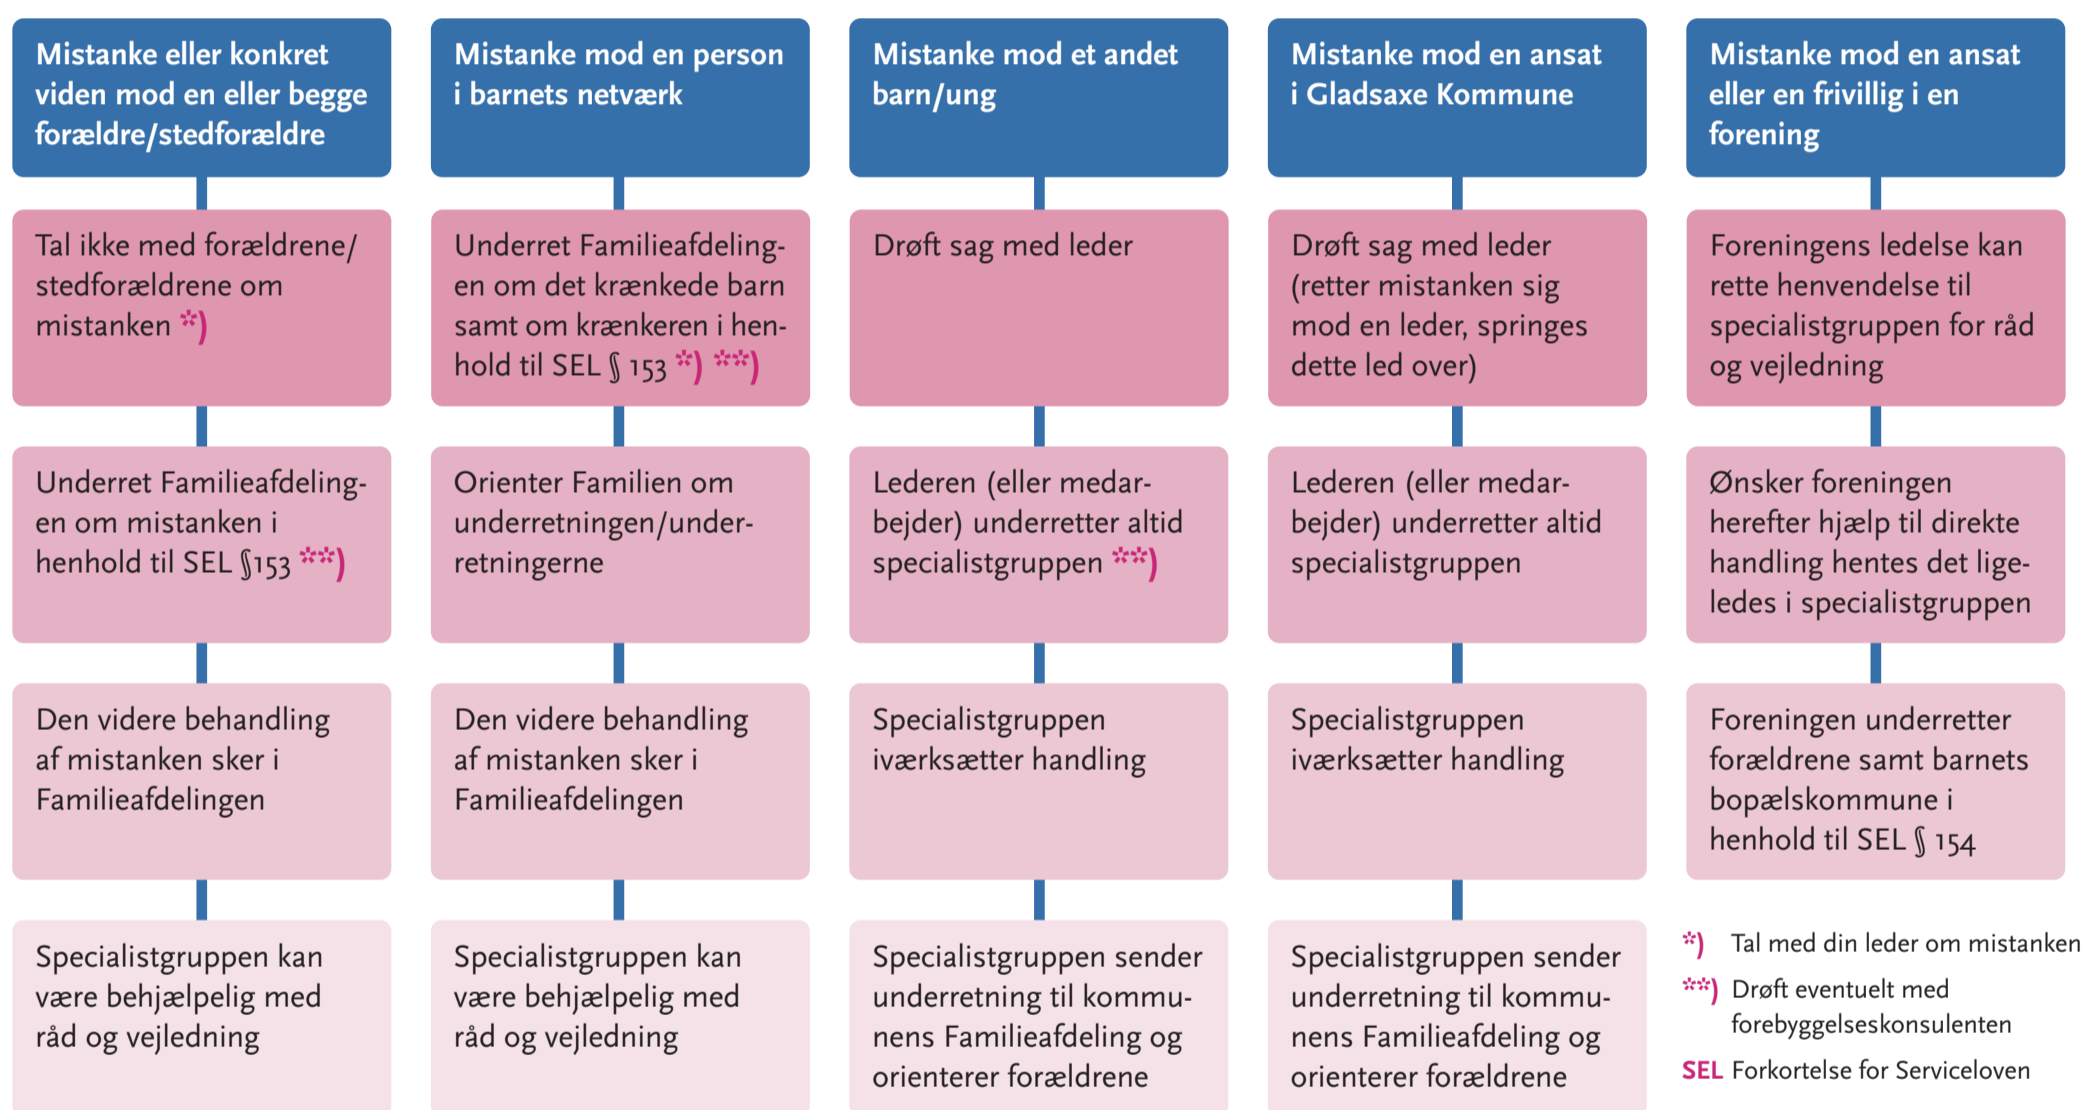 Mistanke eller konkret
viden mod en eller begge
forældre/stedforældre
Tal ikke med forældrene/
stedforældrene om
mistanken *)
Underret Familieafdeling-
en om mistanken i
henhold til SEL §153 **)
Den videre behandling
af mistanken sker i
Familieafdelingen
Specialistgruppen kan
være behjælpelig med
råd og vejledning
Mistanke mod en person
i barnets netværk
Underret Familieafdeling-
en om det krænkede barn
samt om krænkeren i hen-
hold til SEL § 153 *) **)
Orienter Familien om
underretningen/under-
retningerne
Den videre behandling
af mistanken sker i
Familieafdelingen
Specialistgruppen kan
være behjælpelig med
råd og vejledning
Mistanke mod et andet
barn/ung
Drøft sag med leder
Lederen (eller medar-
bejder) underretter altid
specialistgruppen **)
Specialistgruppen
iværksætter handling
Specialistgruppen sender
underretning til kommu-
nens Familieafdeling og
orienterer forældrene
Mistanke mod en ansat
i Gladsaxe Kommune
Drøft sag med leder
(retter mistanken sig
mod en leder, springes
dette led over)
Lederen (eller medar-
bejder) underretter altid
specialistgruppen
Specialistgruppen
iværksætter handling
Specialistgruppen sender
underretning til kommu-
nens Familieafdeling og
orienterer forældrene
Mistanke mod en ansat
eller en frivillig i en
forening
Foreningens ledelse kan
rette henvendelse til
specialistgruppen for råd
og vejledning
Ønsker foreningen
herefter hjælp til direkte
handling hentes det lige-
ledes i specialistgruppen
Foreningen underretter
forældrene samt barnets
bopælskommune i
henhold til SEL § 154
*) Tal med din leder om mistanken
**) Drøft eventuelt med
forebyggelseskonsulenten
SEL Forkortelse for Serviceloven